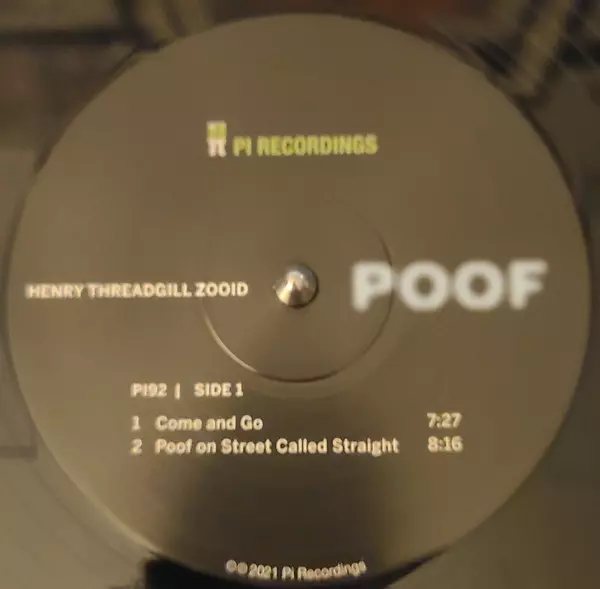 π PI RECORDINGS
HENRY THREADGILL ZOOID
POOF
PI92 | SIDE 1
1 Come and Go 7:27
2 Poof on Street Called Straight 8:16
©℗ 2021 Pi Recordings